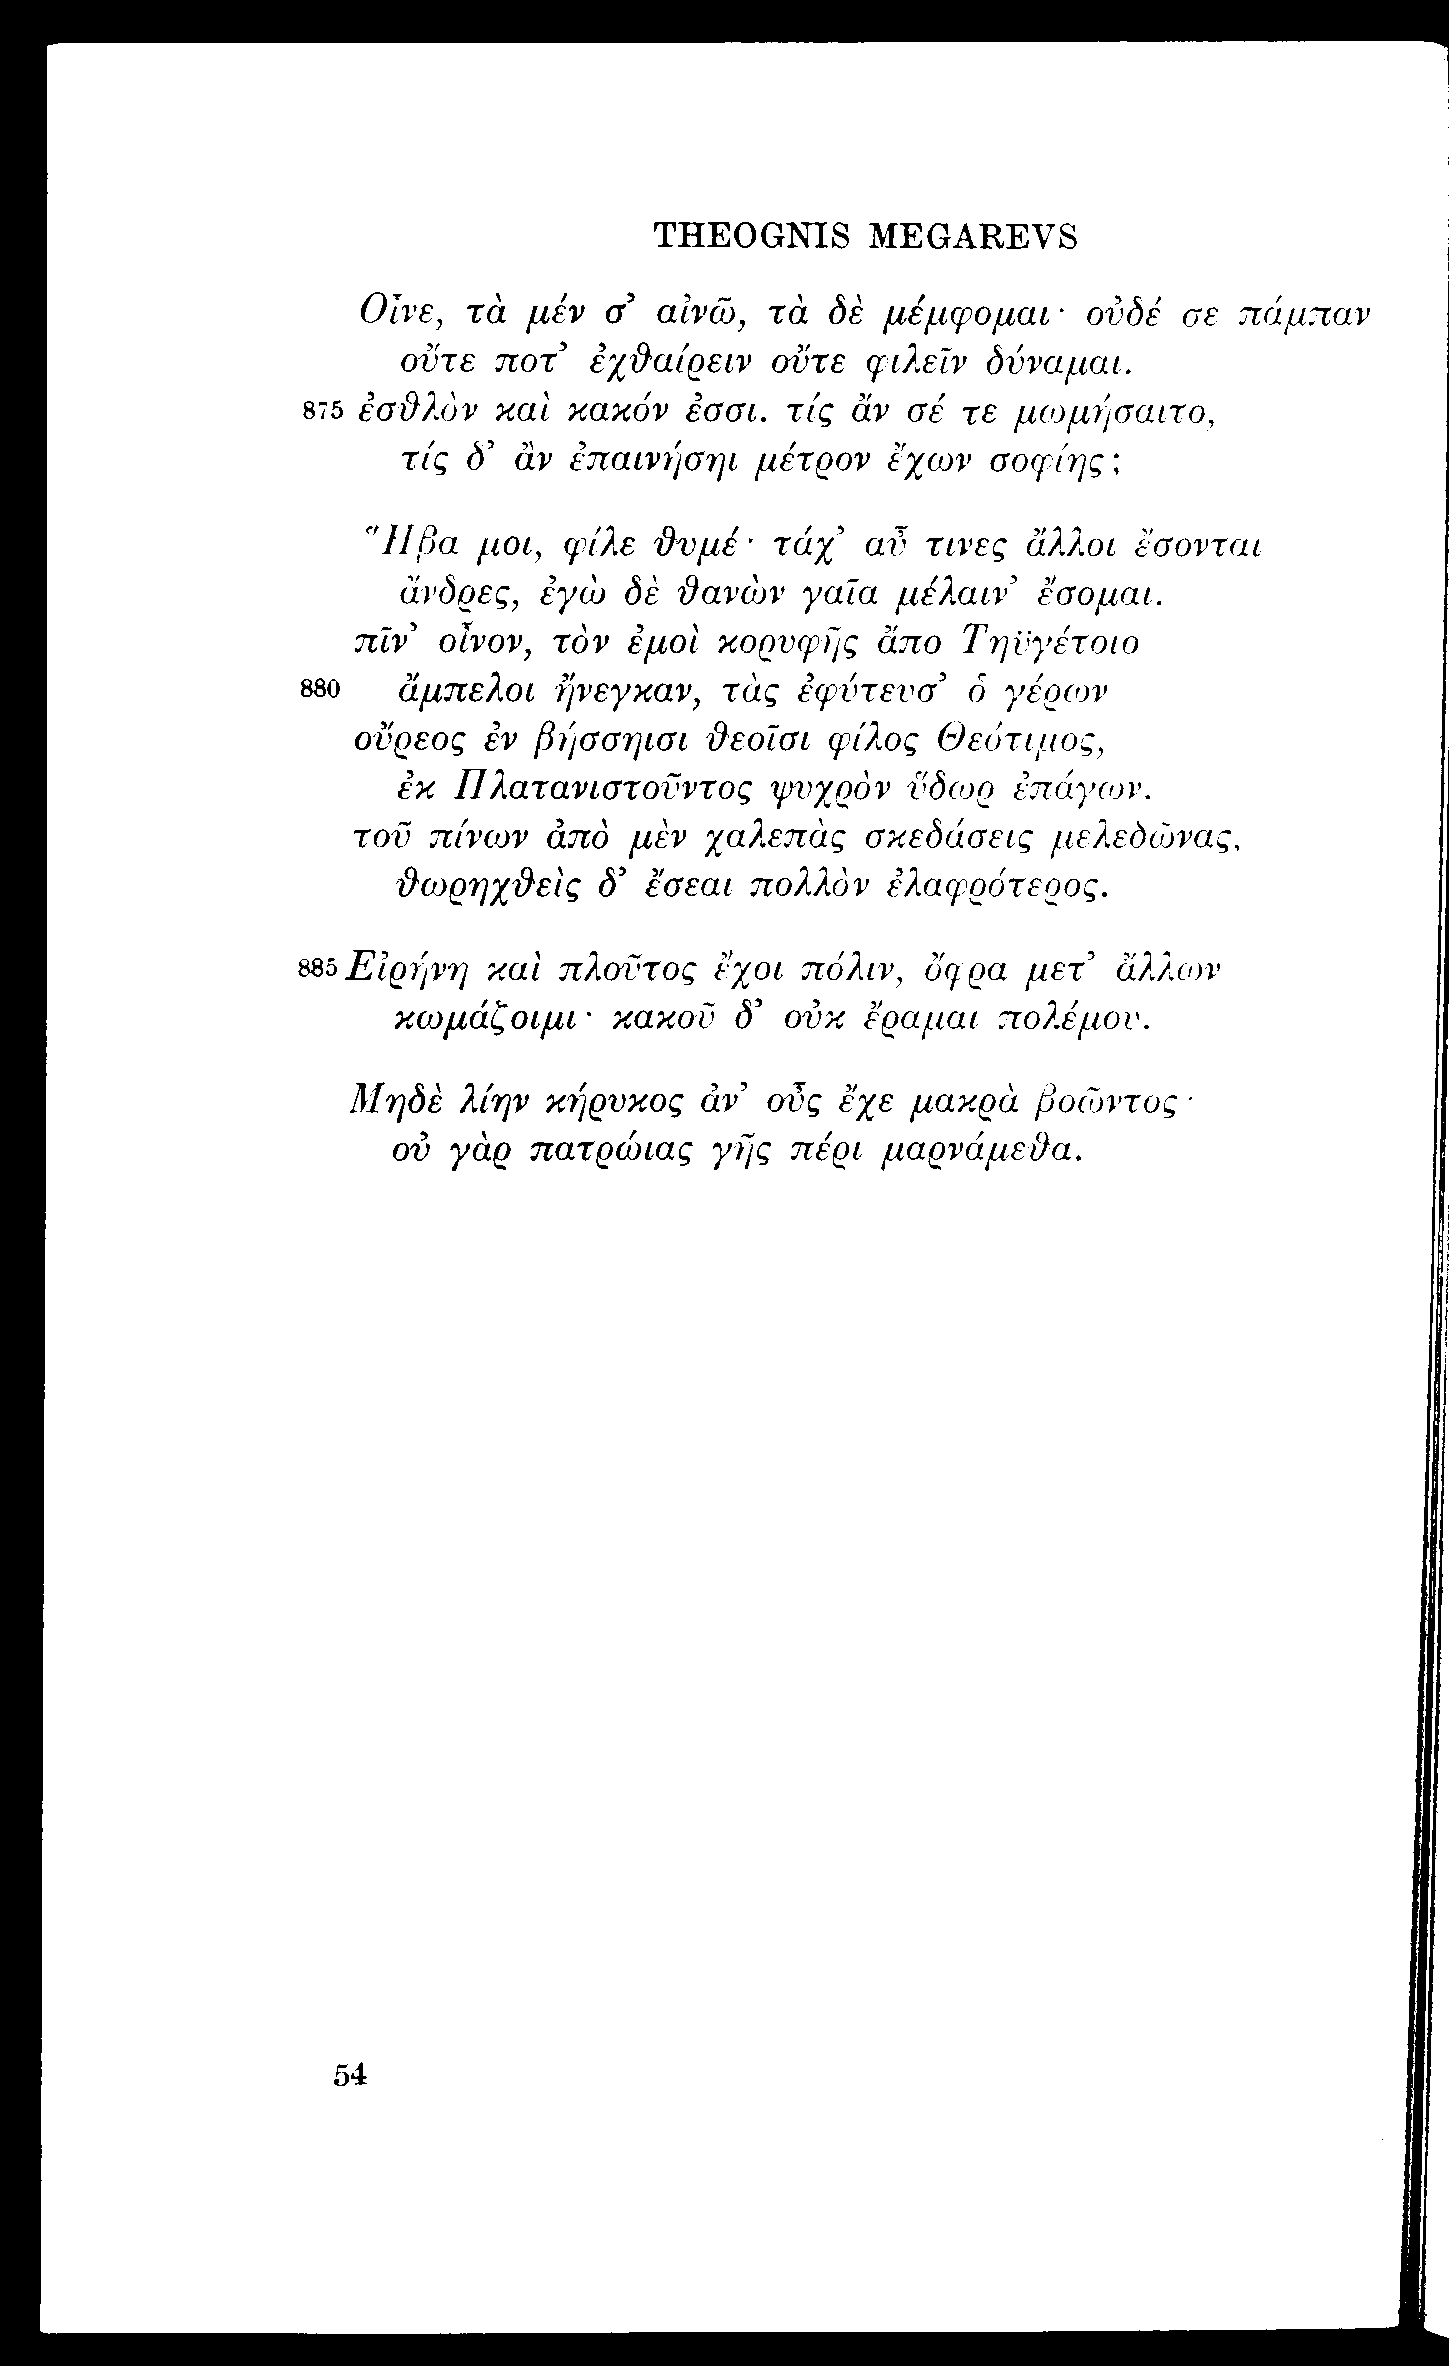 THEOGNIS MEGAREVS
Οἶνε, τὰ μέν σ’ αἰνῶ, τὰ δὲ μέμφομαι· οὐδέ σε πάμπαν
οὔτε ποτ’ ἐχϑαίρειν οὔτε φιλεῖν δύναμαι.
875 ἐσϑλὸν καὶ κακόν ἐσσι. τίς ἄν σέ τε μωμήσαιτο,
τίς δ’ ἂν ἐπαινήσηι μέτρον ἔχων σοφίης;
Ἥβα μοι, φίλε ϑυμέ· τάχ’ αὖ τινες ἄλλοι ἔσονται
ἄνδρες, ἐγὼ δὲ ϑανὼν γαῖα μέλαιν’ ἔσομαι.
πῖν’ οἶνον, τὸν ἐμοὶ κορυφῆς ἄπο Τηϋγέτοιο
880 ἄμπελοι ἤνεγκαν, τὰς ἐφύτευσ’ ὁ γέρων
οὔρεος ἐν βήσσηισι ϑεοῖσι φίλος Θεότιμος,
ἐκ Πλατανιστοῦντος ψυχρὸν ὕδωρ ἐπάγων.
τοῦ πίνων ἀπὸ μὲν χαλεπὰς σκεδάσεις μελεδῶνας,
ϑωρηχϑεὶς δ’ ἔσεαι πολλὸν ἐλαφρότερος.
885 Εἰρήνη καὶ πλοῦτος ἔχοι πόλιν, ὄφρα μετ’ ἄλλων
κωμάζοιμι· κακοῦ δ’ οὐκ ἔραμαι πολέμου.
Μηδὲ λίην κήρυκος ἀν’ οὖς ἔχε μακρὰ βοῶντος·
οὐ γὰρ πατρώιας γῆς πέρι μαρνάμεϑα.
54